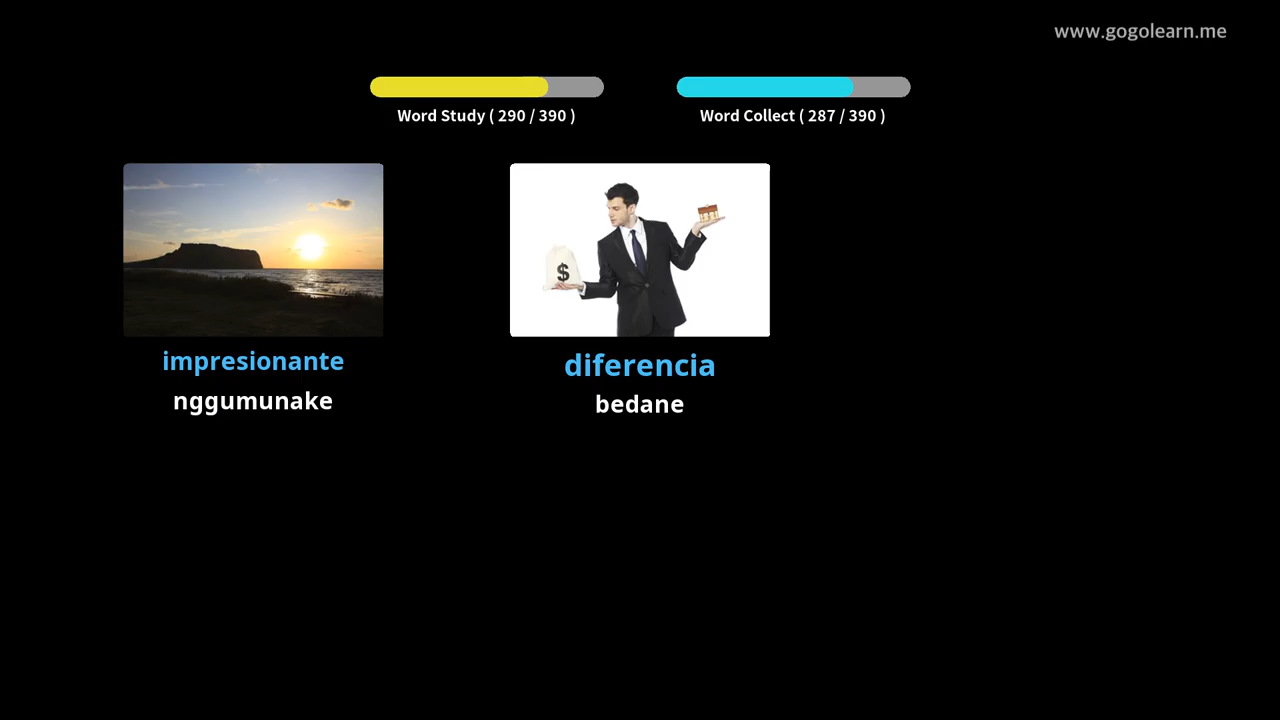 www.gogolearn.me
Word Study ( 290 / 390 )
Word Collect ( 287 / 390 )
$
impresionante
nggumunake
diferencia
bedane